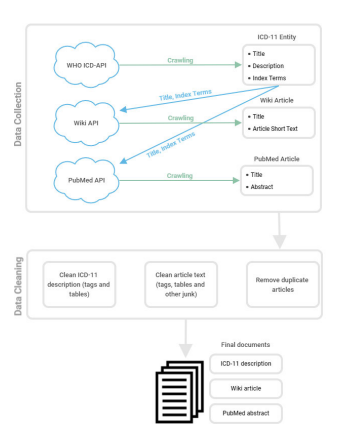 Data Collection
ICD-11 Entity
WHO ICD-API
Crawling
• Title
• Description
• Index Terms
Title, Index Terms
Wiki Article
Wiki API
Crawling
• Title
• Article Short Text
Title, Index Terms
PubMed Article
PubMed API
Crawling
• Title
• Abstract
Data Cleaning
Clean ICD-11
description (tags and
tables)
Clean article text
(tags, tables and
other junk)
Remove duplicate
articles
Final documents
ICD-11 description
Wiki article
PubMed abstract